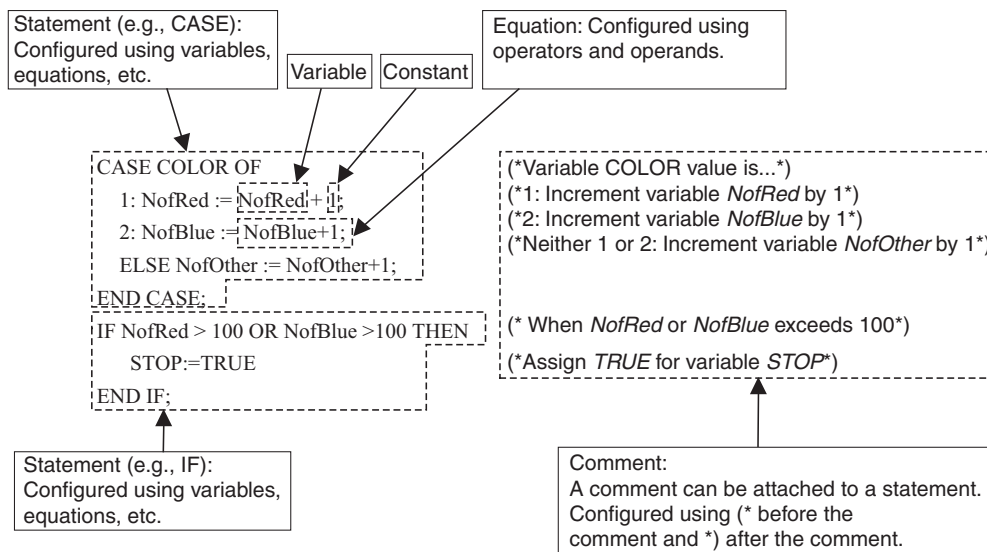 Statement (e.g., CASE):
Configured using variables,
equations, etc.
Variable
Constant
Equation: Configured using
operators and operands.
CASE COLOR OF
1: NofRed := NofRed + 1;
2: NofBlue := NofBlue+1;
ELSE NofOther := NofOther+1;
END CASE;
IF NofRed > 100 OR NofBlue >100 THEN
STOP:=TRUE
END IF;
(*Variable COLOR value is...*)
(*1: Increment variable NofRed by 1*)
(*2: Increment variable NofBlue by 1*)
(*Neither 1 or 2: Increment variable NofOther by 1*)
(* When NofRed or NofBlue exceeds 100*)
(*Assign TRUE for variable STOP*)
Statement (e.g., IF):
Configured using variables,
equations, etc.
Comment:
A comment can be attached to a statement.
Configured using (* before the
comment and *) after the comment.